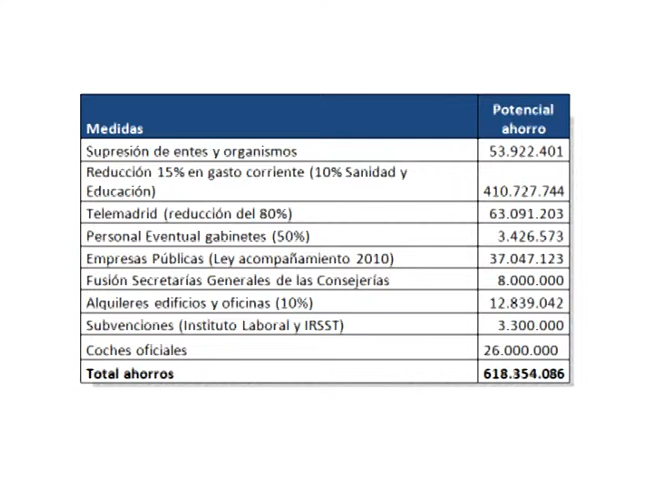 Medidas Potencial ahorro
Supresión de entes y organismos 53.922.401
Reducción 15% en gasto corriente (10% Sanidad y
Educación) 410.727.744
Telemadrid (reducción del 80%) 63.091.203
Personal Eventual gabinetes (50%) 3.426.573
Empresas Públicas (Ley acompañamiento 2010) 37.047.123
Fusión Secretarías Generales de las Consejerías 8.000.000
Alquileres edificios y oficinas (10%) 12.839.042
Subvenciones (Instituto Laboral y IRSST) 3.300.000
Coches oficiales 26.000.000
Total ahorros 618.354.086